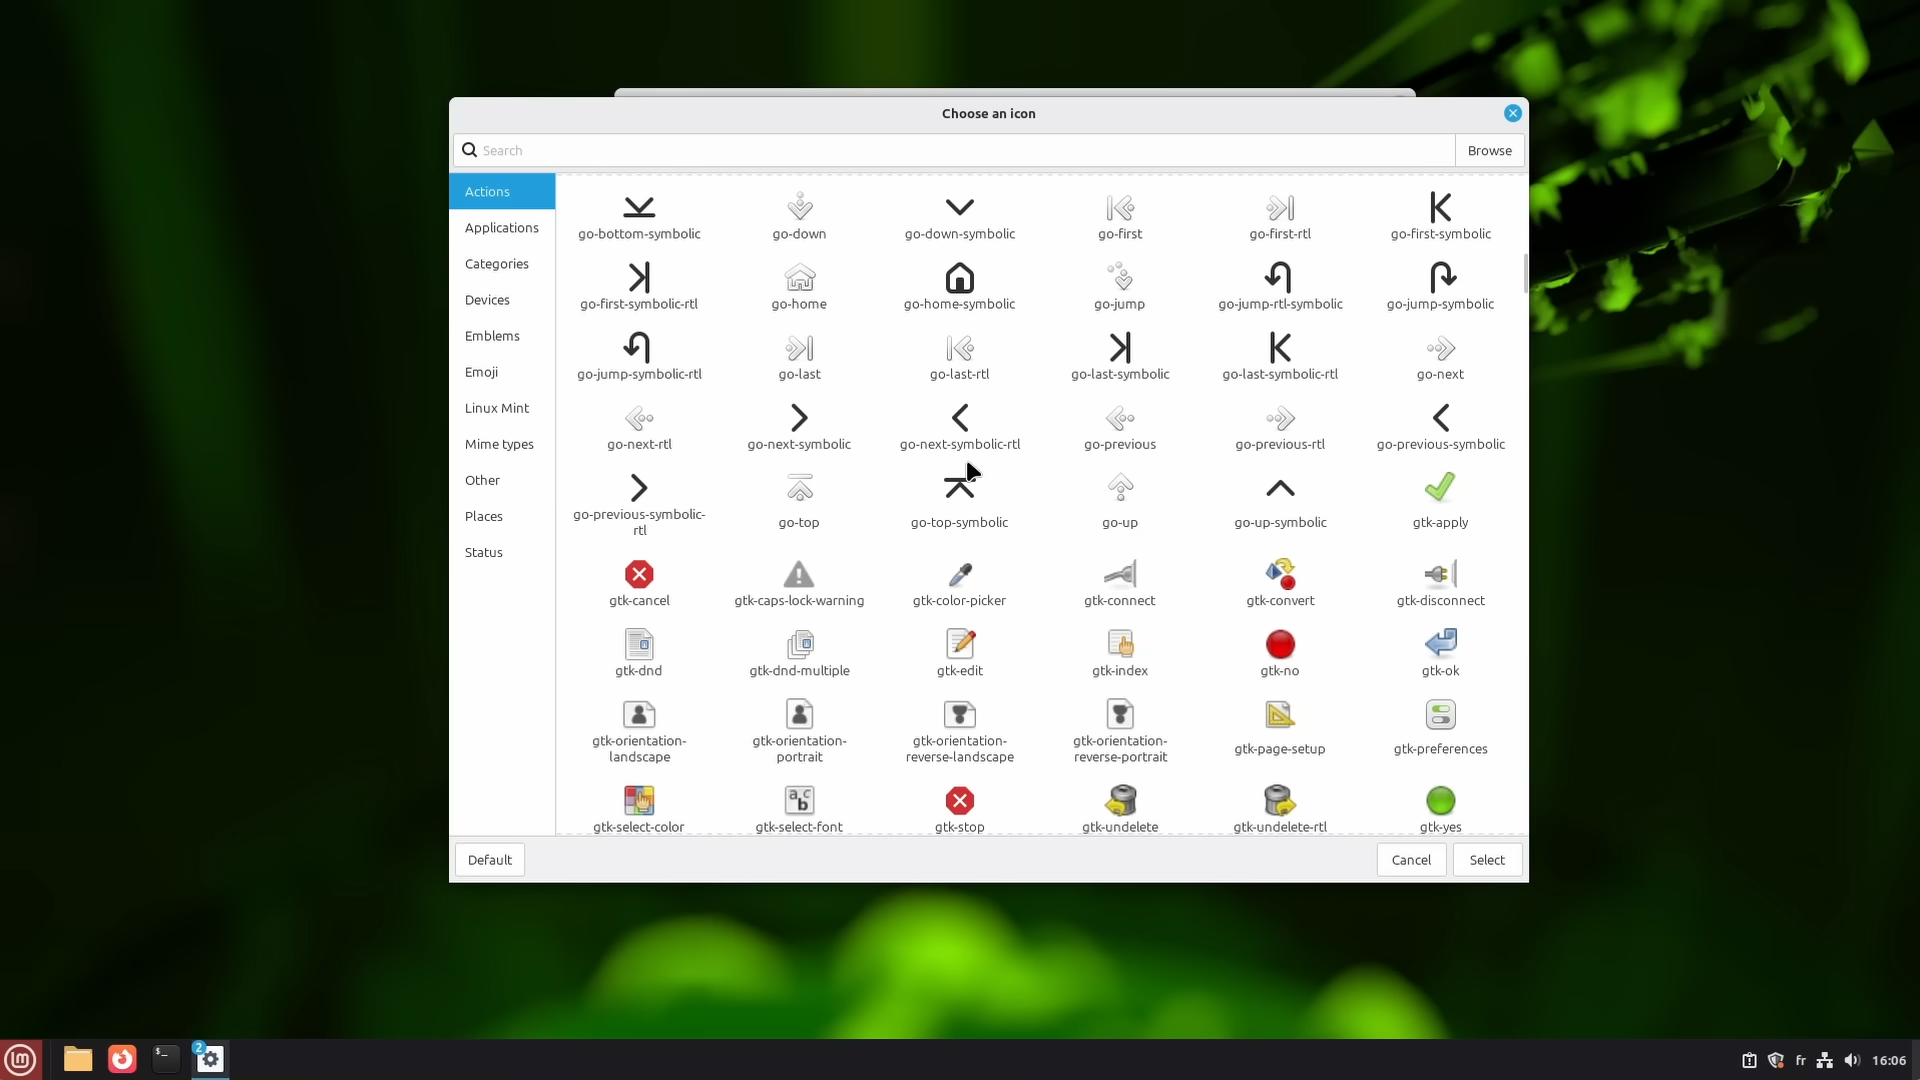 Choose an icon
Search
Browse
Actions
Applications
Categories
Devices
Emblems
Emoji
Linux Mint
Mime types
Other
Places
Status
go-bottom-symbolic
go-down
go-down-symbolic
go-first
go-first-rtl
go-first-symbolic
go-first-symbolic-rtl
go-home
go-home-symbolic
go-jump
go-jump-rtl-symbolic
go-jump-symbolic
go-jump-symbolic-rtl
go-last
go-last-rtl
go-last-symbolic
go-last-symbolic-rtl
go-next
go-next-rtl
go-next-symbolic
go-next-symbolic-rtl
go-previous
go-previous-rtl
go-previous-symbolic
go-previous-symbolic-
rtl
go-top
go-top-symbolic
go-up
go-up-symbolic
gtk-apply
gtk-cancel
gtk-caps-lock-warning
gtk-color-picker
gtk-connect
gtk-convert
gtk-disconnect
gtk-dnd
gtk-dnd-multiple
gtk-edit
gtk-index
gtk-no
gtk-ok
gtk-orientation-
landscape
gtk-orientation-
portrait
gtk-orientation-
reverse-landscape
gtk-orientation-
reverse-portrait
gtk-page-setup
gtk-preferences
a c
b
gtk-select-color
gtk-select-font
gtk-stop
gtk-undelete
gtk-undelete-rtl
gtk-yes
Default
Cancel
Select
lm
$_
2
fr
16:06